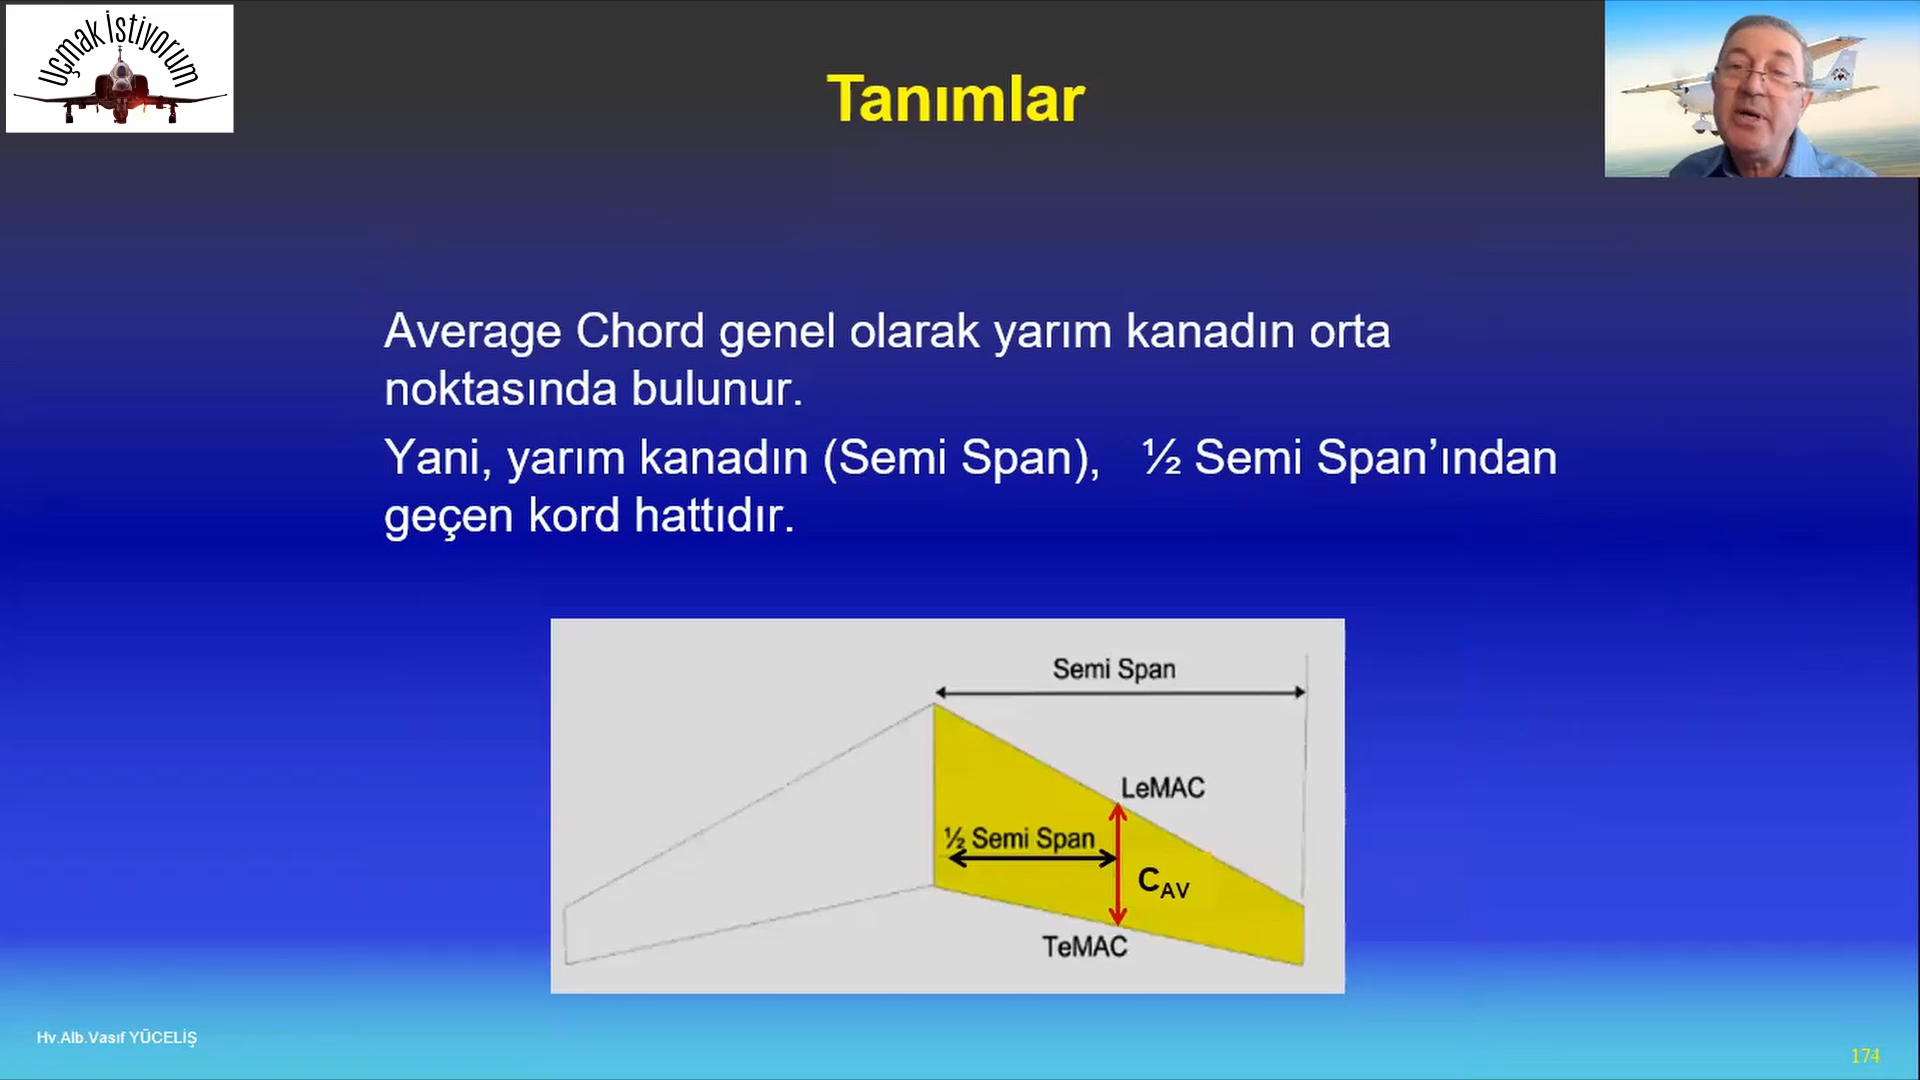 Uçmak İstiyorum
Tanımlar
Average Chord genel olarak yarım kanadın orta
noktasında bulunur.
Yani, yarım kanadın (Semi Span), ½ Semi Span’ından
geçen kord hattıdır.
Semi Span
LeMAC
½ Semi Span
CAV
TeMAC
Hv.Alb.Vasıf YÜCELİŞ
174